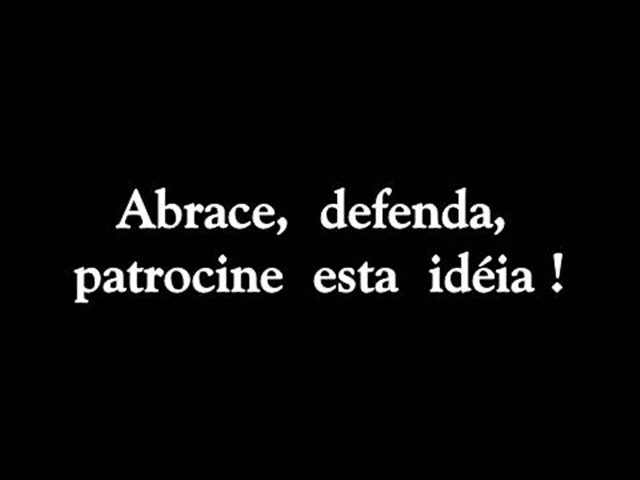 Abrace, defenda,
patrocine esta idéia !